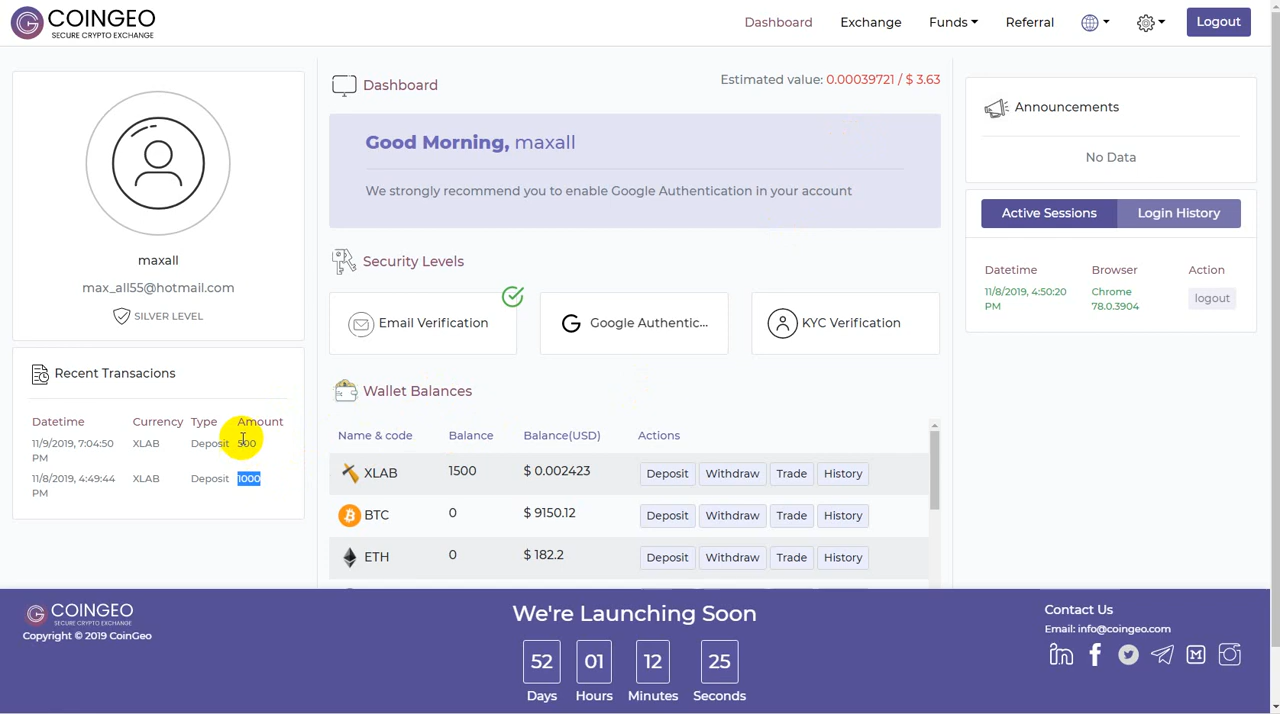 COINGEO
SECURE CRYPTO EXCHANGE
Dashboard Exchange Funds Referral Logout
maxall
max_all55@hotmail.com
SILVER LEVEL
Recent Transacions
Datetime Currency Type Amount
11/9/2019, 7:04:50 PM XLAB Deposit 500
11/8/2019, 4:49:44 PM XLAB Deposit 1000
Dashboard Estimated value: 0.00039721 / $ 3.63
Good Morning, maxall
We strongly recommend you to enable Google Authentication in your account
Security Levels
Email Verification Google Authentic... KYC Verification
Wallet Balances
Name & code Balance Balance(USD) Actions
XLAB 1500 $ 0.002423 Deposit Withdraw Trade History
BTC 0 $ 9150.12 Deposit Withdraw Trade History
ETH 0 $ 182.2 Deposit Withdraw Trade History
Announcements
No Data
Active Sessions Login History
Datetime Browser Action
11/8/2019, 4:50:20 PM Chrome 78.0.3904 logout
COINGEO
SECURE CRYPTO EXCHANGE
Copyright © 2019 CoinGeo
We're Launching Soon
52 01 12 25
Days Hours Minutes Seconds
Contact Us
Email: info@coingeo.com